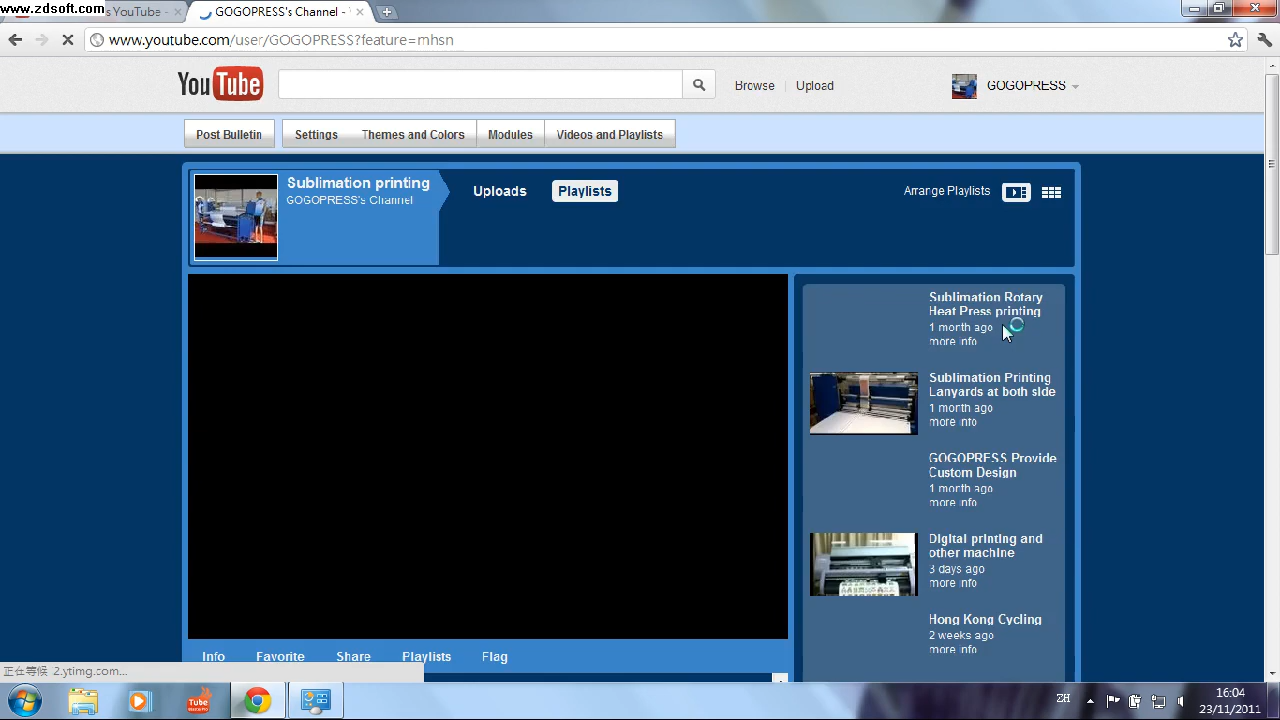 www.zdsoft.com
s YouTube -
GOGOPRESS's Channel -
www.youtube.com/user/GOGOPRESS?feature=mhsn
YouTube
Browse
Upload
GOGOPRESS
Post Bulletin
Settings
Themes and Colors
Modules
Videos and Playlists
Sublimation printing
GOGOPRESS's Channel
Uploads
Playlists
Arrange Playlists
Sublimation Rotary
Heat Press printing
1 month ago
more info
Sublimation Printing
Lanyards at both side
1 month ago
more info
GOGOPRESS Provide
Custom Design
1 month ago
more info
Digital printing and
other machine
3 days ago
more info
Hong Kong Cycling
2 weeks ago
more info
Info
Favorite
Share
Playlists
Flag
正在等候 2.ytimg.com...
Tube
ZH
16:04
23/11/2011